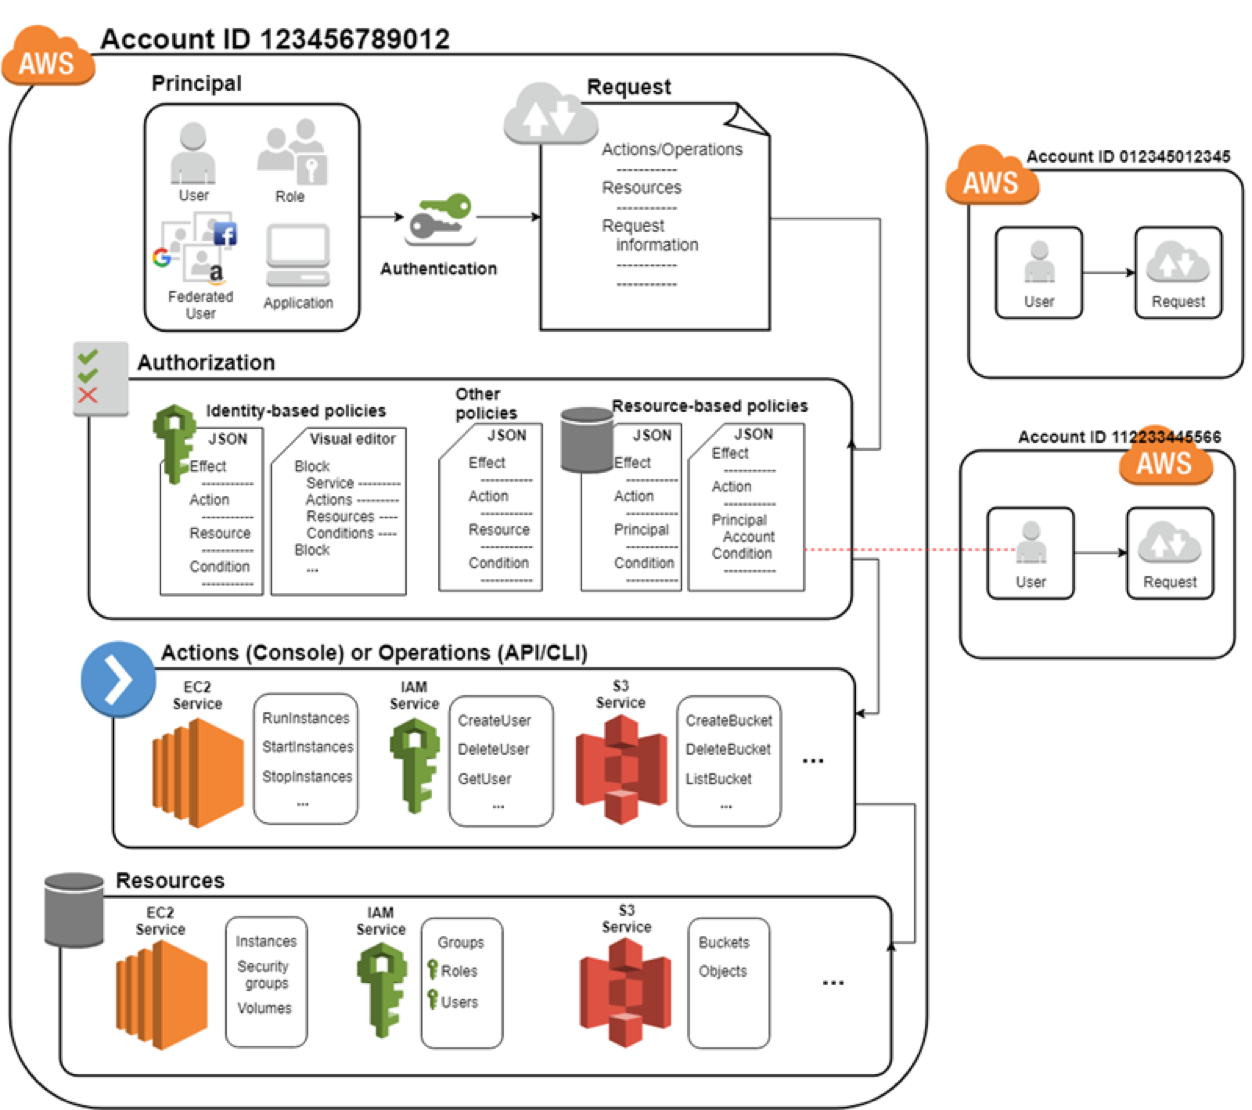 Account ID 123456789012
AWS
Principal
User
Role
Federated
User
Application
a
f
G
Authentication
Request
Actions/Operations
-----------
Resources
-----------
Request
information
-----------
-----------
Account ID 012345012345
AWS
User
Request
Authorization
Identity-based policies
JSON
Effect
---------
Action
---------
Resource
---------
Condition
---------
Visual editor
Block
Service ---------
Actions ---------
Resources ----
Conditions ----
Block
...
Other
policies
JSON
Effect
---------
Action
---------
Resource
---------
Condition
---------
Resource-based policies
JSON
Effect
---------
Action
---------
Principal
---------
Condition
---------
JSON
Effect
---------
Action
---------
Principal
Account
Condition
---------
Account ID 112233445566
AWS
User
Request
Actions (Console) or Operations (API/CLI)
EC2
Service
RunInstances
StartInstances
StopInstances
...
IAM
Service
CreateUser
DeleteUser
GetUser
...
S3
Service
CreateBucket
DeleteBucket
ListBucket
...
...
Resources
EC2
Service
Instances
Security
groups
Volumes
IAM
Service
Groups
Roles
Users
S3
Service
Buckets
Objects
...